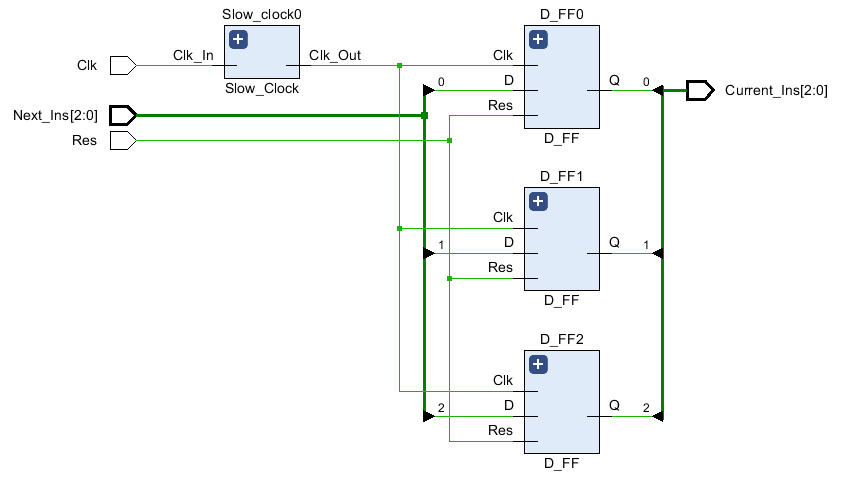 Slow_clock0
Clk
Clk_In
Clk_Out
Slow_Clock
Next_Ins[2:0]
Res
D_FF0
Clk
0
D
Res
Q
0
Current_Ins[2:0]
D_FF
D_FF1
Clk
1
D
Res
Q
1
D_FF
D_FF2
Clk
2
D
Res
Q
2
D_FF